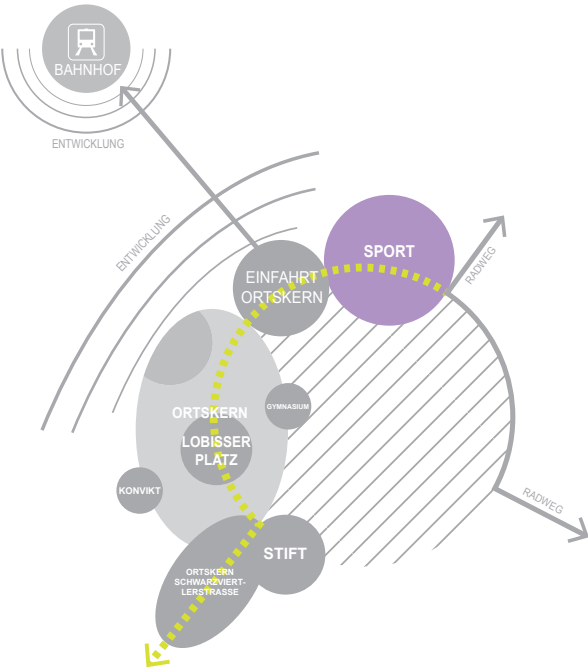 BAHNHOF
ENTWICKLUNG
ENTWICKLUNG
SPORT
RADWEG
EINFAHRT
ORTSKERN
ORTSKERN
GYMNASIUM
LOBISSER
PLATZ
KONVIKT
RADWEG
STIFT
ORTSKERN
SCHWARZVIERT-
LERSTRASSE